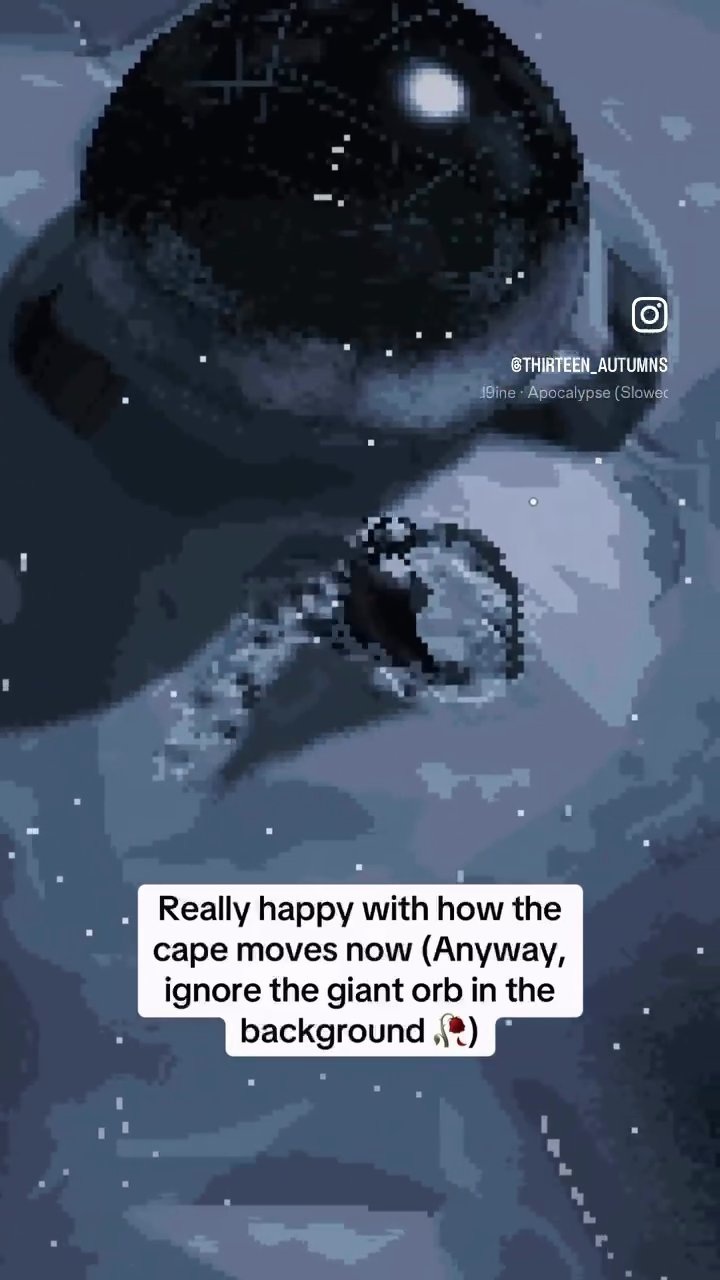 @THIRTEEN_AUTUMNS
J9ine · Apocalypse (Slowed
Really happy with how the
cape moves now (Anyway,
ignore the giant orb in the
background 🥀)